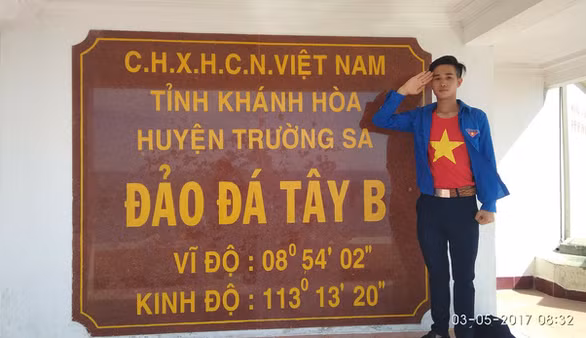 C.H.X.H.C.N.VIỆT NAM
TỈNH KHÁNH HÒA
HUYỆN TRƯỜNG SA
ĐẢO ĐÁ TÂY B
VĨ ĐỘ : 08⁰ 54' 02"
KINH ĐỘ : 113⁰ 13' 20"
03-05-2017 08:32